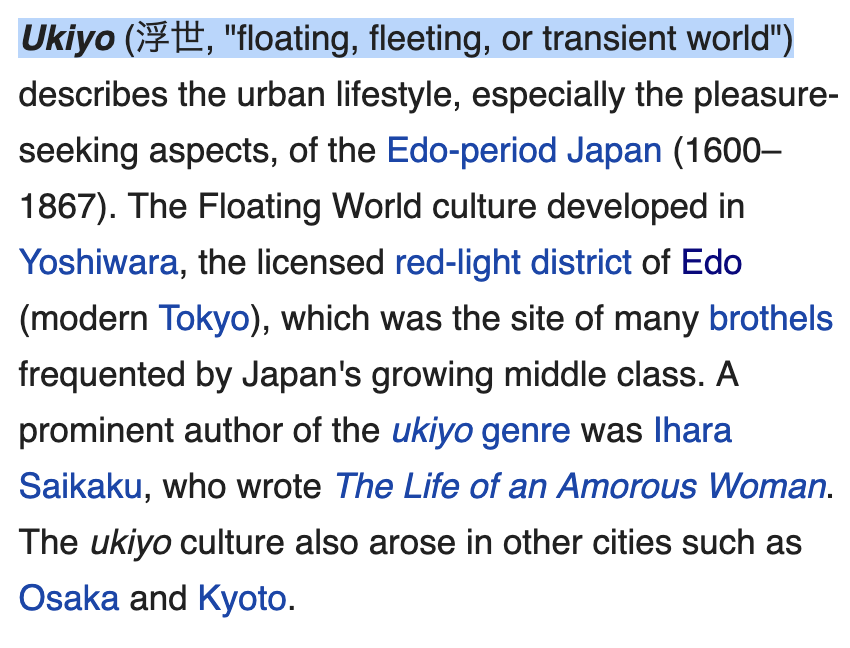 Ukiyo (浮世, "floating, fleeting, or transient world")
describes the urban lifestyle, especially the pleasure-
seeking aspects, of the Edo-period Japan (1600–
1867). The Floating World culture developed in
Yoshiwara, the licensed red-light district of Edo
(modern Tokyo), which was the site of many brothels
frequented by Japan's growing middle class. A
prominent author of the ukiyo genre was Ihara
Saikaku, who wrote The Life of an Amorous Woman.
The ukiyo culture also arose in other cities such as
Osaka and Kyoto.